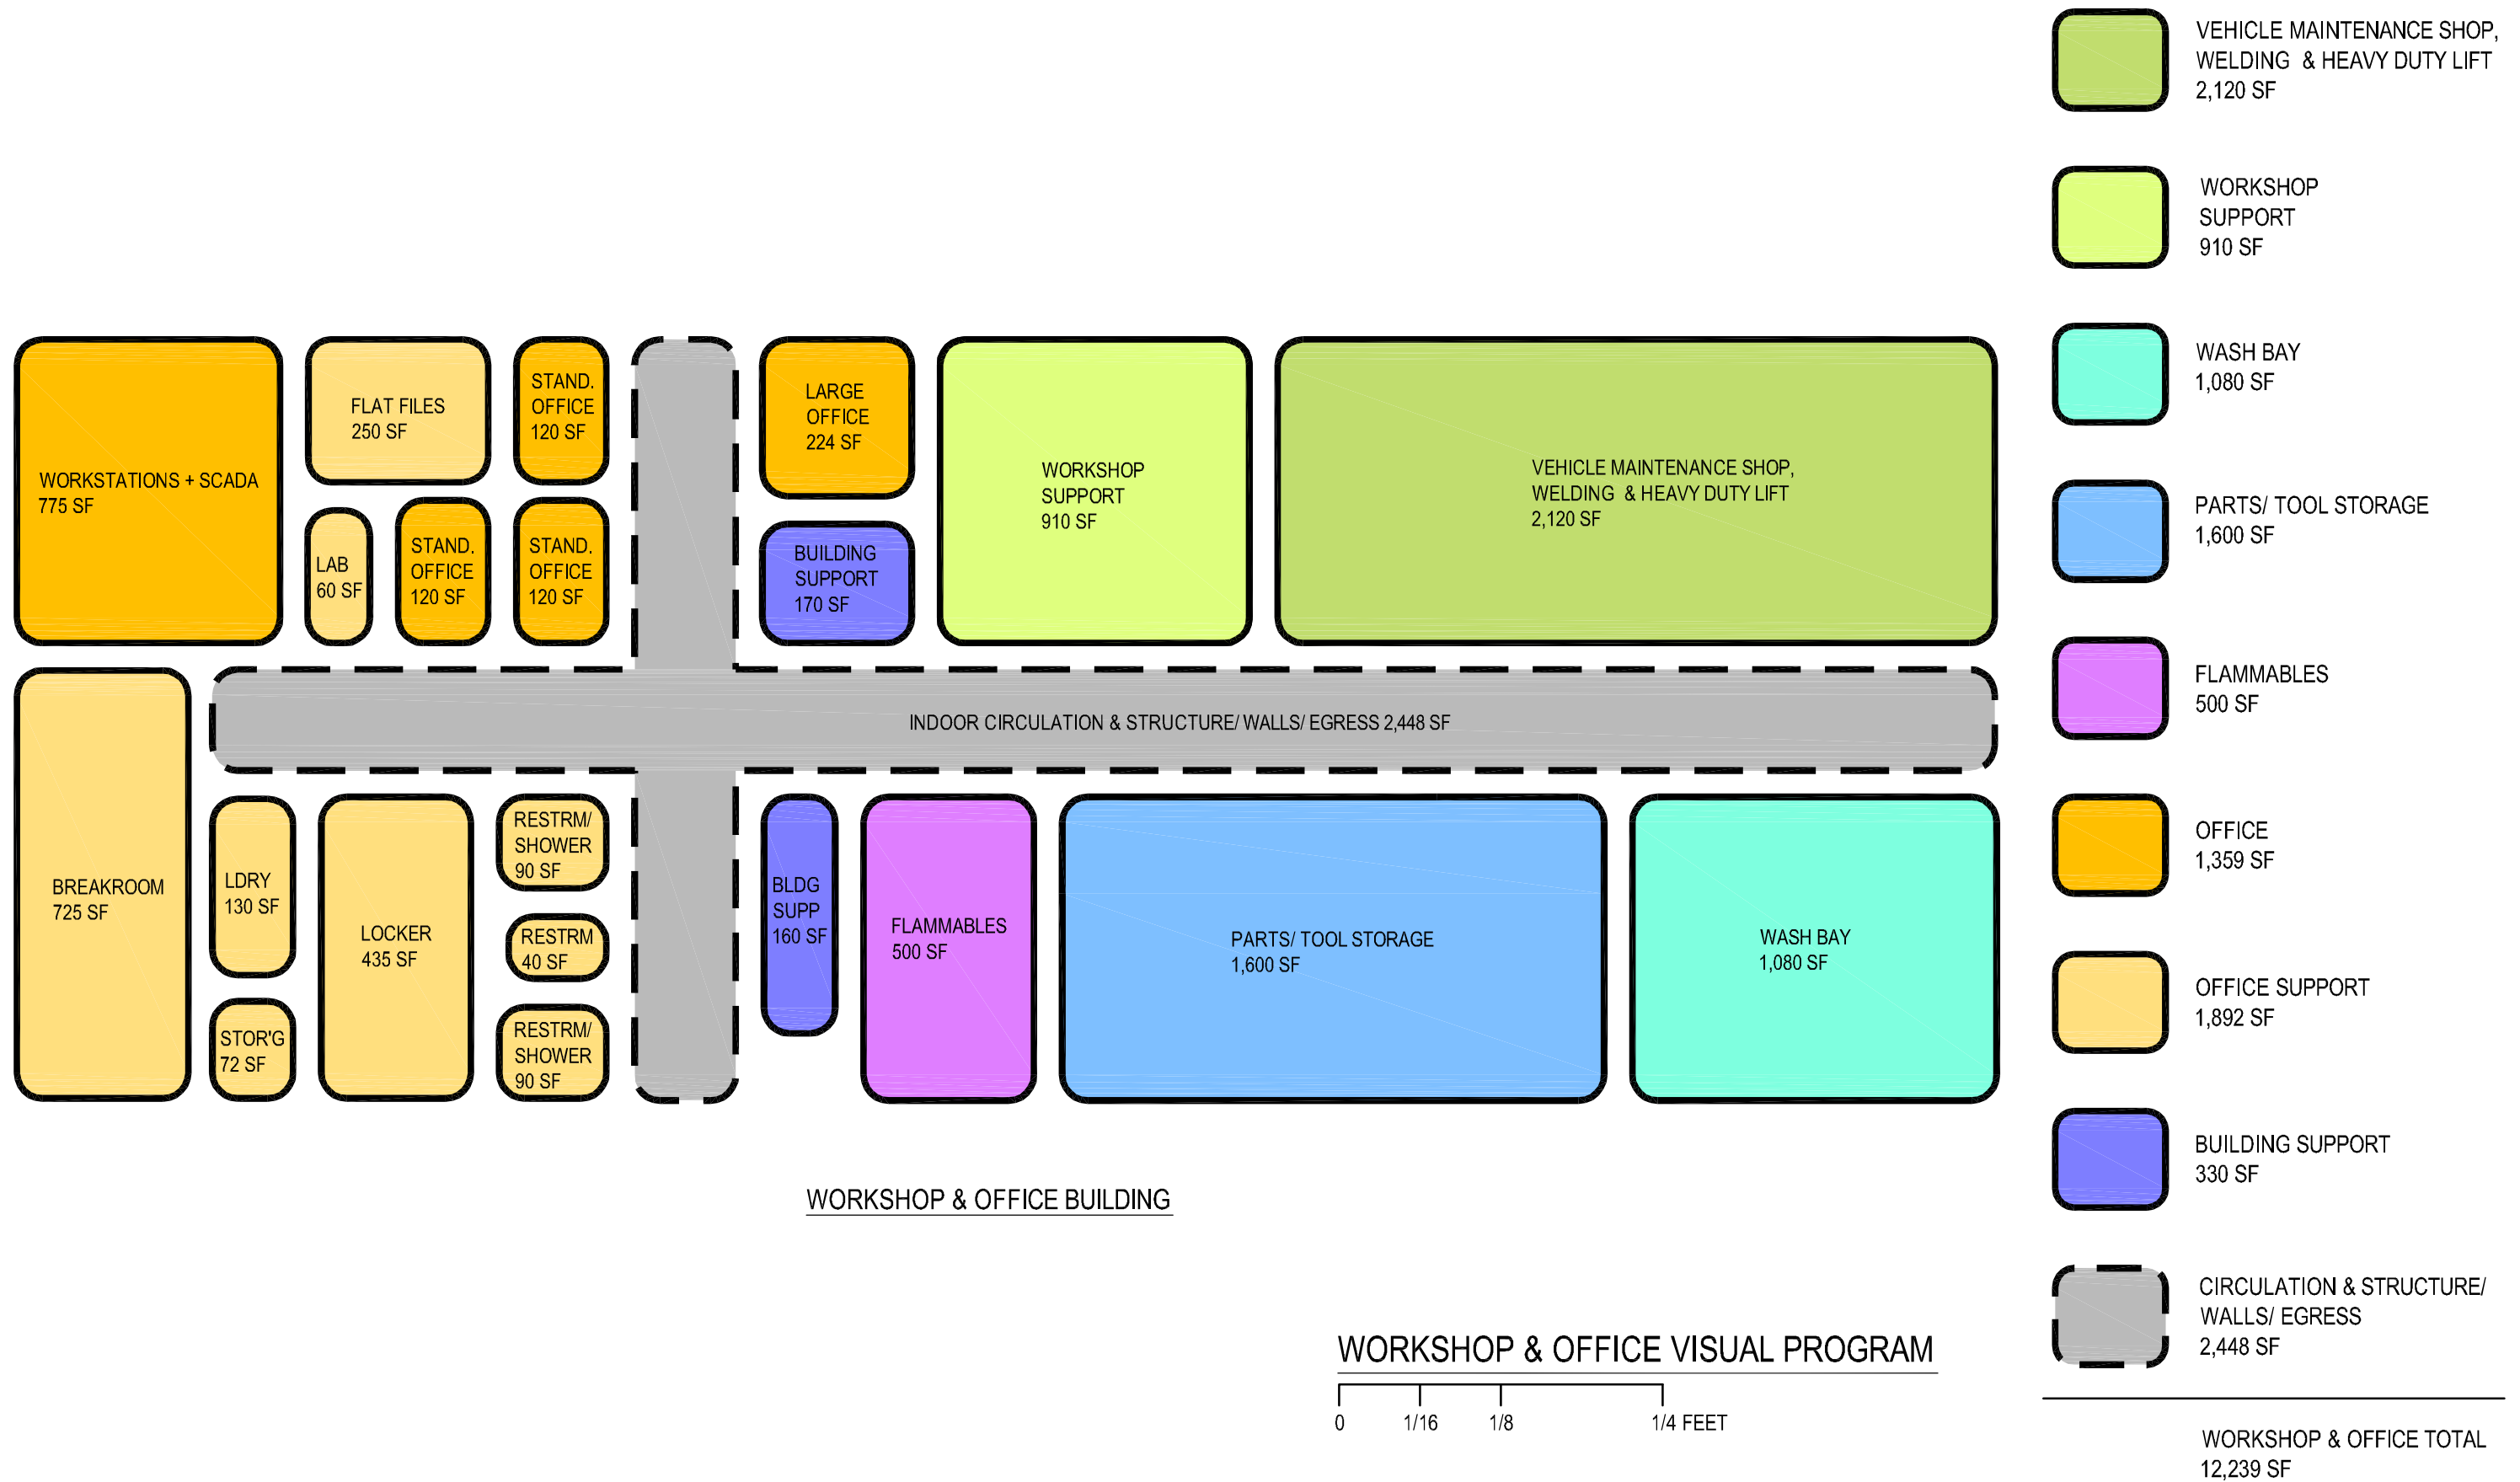 WORKSTATIONS + SCADA
775 SF
FLAT FILES
250 SF
STAND.
OFFICE
120 SF
LAB
60 SF
STAND.
OFFICE
120 SF
STAND.
OFFICE
120 SF
LARGE
OFFICE
224 SF
BUILDING
SUPPORT
170 SF
WORKSHOP
SUPPORT
910 SF
VEHICLE MAINTENANCE SHOP,
WELDING & HEAVY DUTY LIFT
2,120 SF
INDOOR CIRCULATION & STRUCTURE/ WALLS/ EGRESS 2,448 SF
BREAKROOM
725 SF
LDRY
130 SF
STOR'G
72 SF
LOCKER
435 SF
RESTRM/
SHOWER
90 SF
RESTRM
40 SF
RESTRM/
SHOWER
90 SF
BLDG
SUPP
160 SF
FLAMMABLES
500 SF
PARTS/ TOOL STORAGE
1,600 SF
WASH BAY
1,080 SF
WORKSHOP & OFFICE BUILDING
WORKSHOP & OFFICE VISUAL PROGRAM
0 1/16 1/8 1/4 FEET
VEHICLE MAINTENANCE SHOP,
WELDING & HEAVY DUTY LIFT
2,120 SF
WORKSHOP
SUPPORT
910 SF
WASH BAY
1,080 SF
PARTS/ TOOL STORAGE
1,600 SF
FLAMMABLES
500 SF
OFFICE
1,359 SF
OFFICE SUPPORT
1,892 SF
BUILDING SUPPORT
330 SF
CIRCULATION & STRUCTURE/
WALLS/ EGRESS
2,448 SF
WORKSHOP & OFFICE TOTAL
12,239 SF